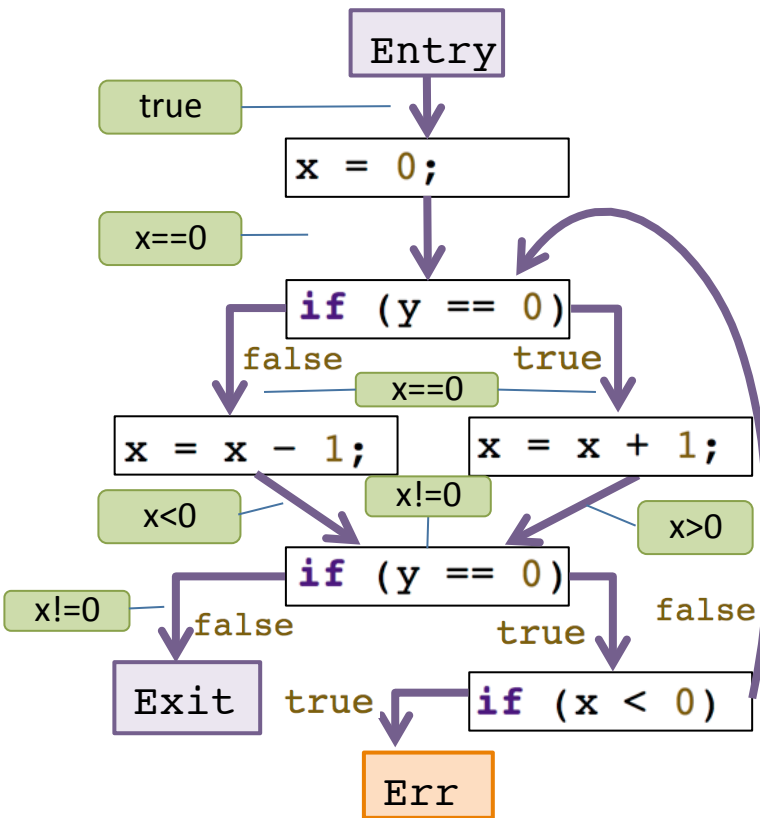 Entry
true
x = 0;
x==0
if (y == 0)
false
true
x==0
x = x - 1;
x = x + 1;
x!=0
x<0
x>0
if (y == 0)
x!=0
false
true
false
Exit
true
if (x < 0)
Err